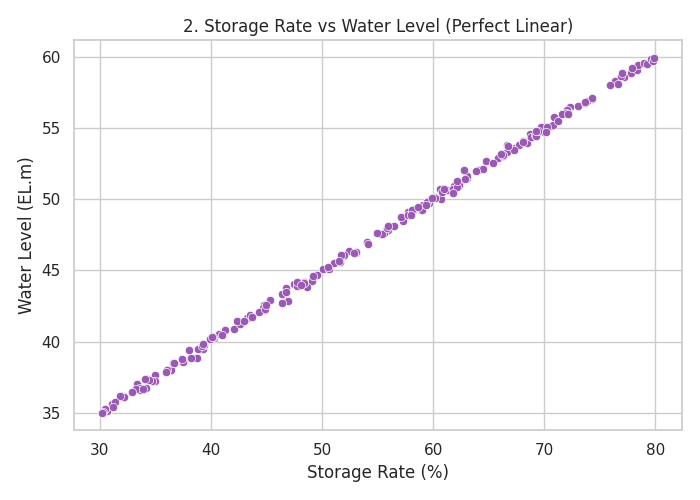 2. Storage Rate vs Water Level (Perfect Linear)
Water Level (EL.m)
60
55
50
45
40
35
30 40 50 60 70 80
Storage Rate (%)